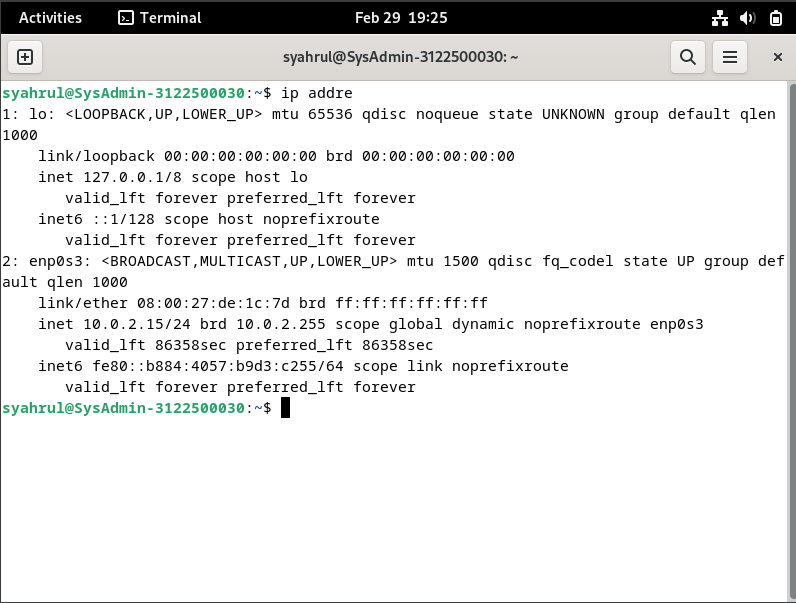 Activities Terminal Feb 29 19:25
syahrul@SysAdmin-3122500030: ~
syahrul@SysAdmin-3122500030:~$ ip addre
1: lo: <LOOPBACK,UP,LOWER_UP> mtu 65536 qdisc noqueue state UNKNOWN group default qlen
1000
    link/loopback 00:00:00:00:00:00 brd 00:00:00:00:00:00
    inet 127.0.0.1/8 scope host lo
       valid_lft forever preferred_lft forever
    inet6 ::1/128 scope host noprefixroute
       valid_lft forever preferred_lft forever
2: enp0s3: <BROADCAST,MULTICAST,UP,LOWER_UP> mtu 1500 qdisc fq_codel state UP group def
ault qlen 1000
    link/ether 08:00:27:de:1c:7d brd ff:ff:ff:ff:ff:ff
    inet 10.0.2.15/24 brd 10.0.2.255 scope global dynamic noprefixroute enp0s3
       valid_lft 86358sec preferred_lft 86358sec
    inet6 fe80::b884:4057:b9d3:c255/64 scope link noprefixroute
       valid_lft forever preferred_lft forever
syahrul@SysAdmin-3122500030:~$